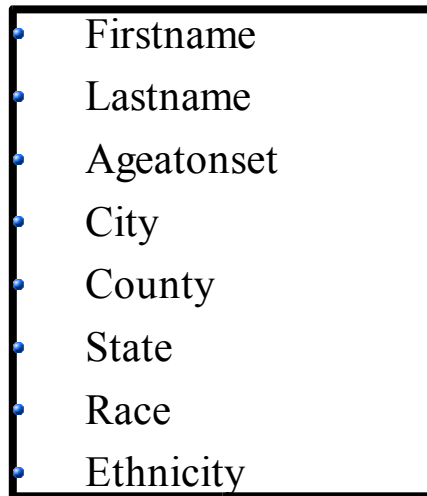 Firstname
Lastname
Ageatonset
City
County
State
Race
Ethnicity